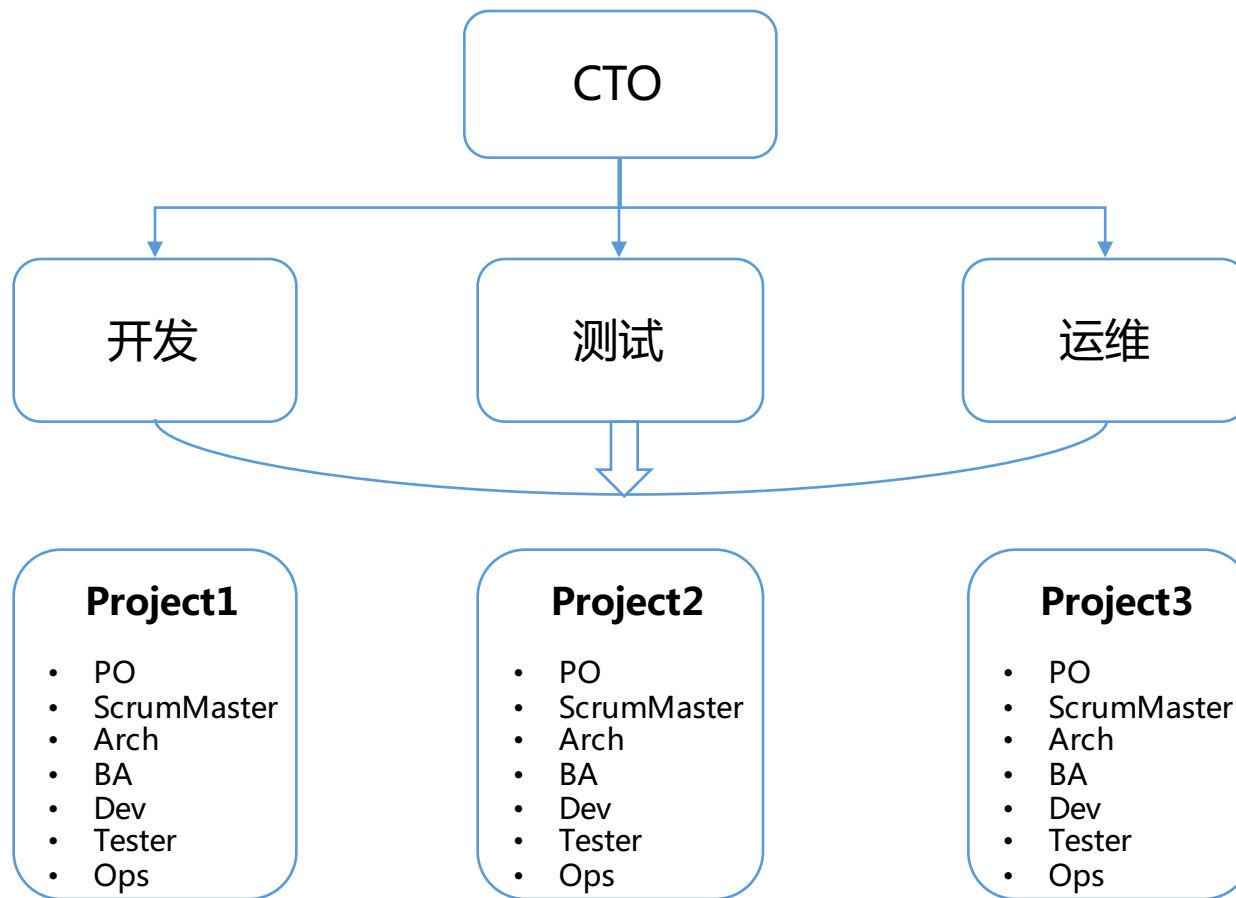 CTO
开发
测试
运维
Project1
• PO
• ScrumMaster
• Arch
• BA
• Dev
• Tester
• Ops
Project2
• PO
• ScrumMaster
• Arch
• BA
• Dev
• Tester
• Ops
Project3
• PO
• ScrumMaster
• Arch
• BA
• Dev
• Tester
• Ops